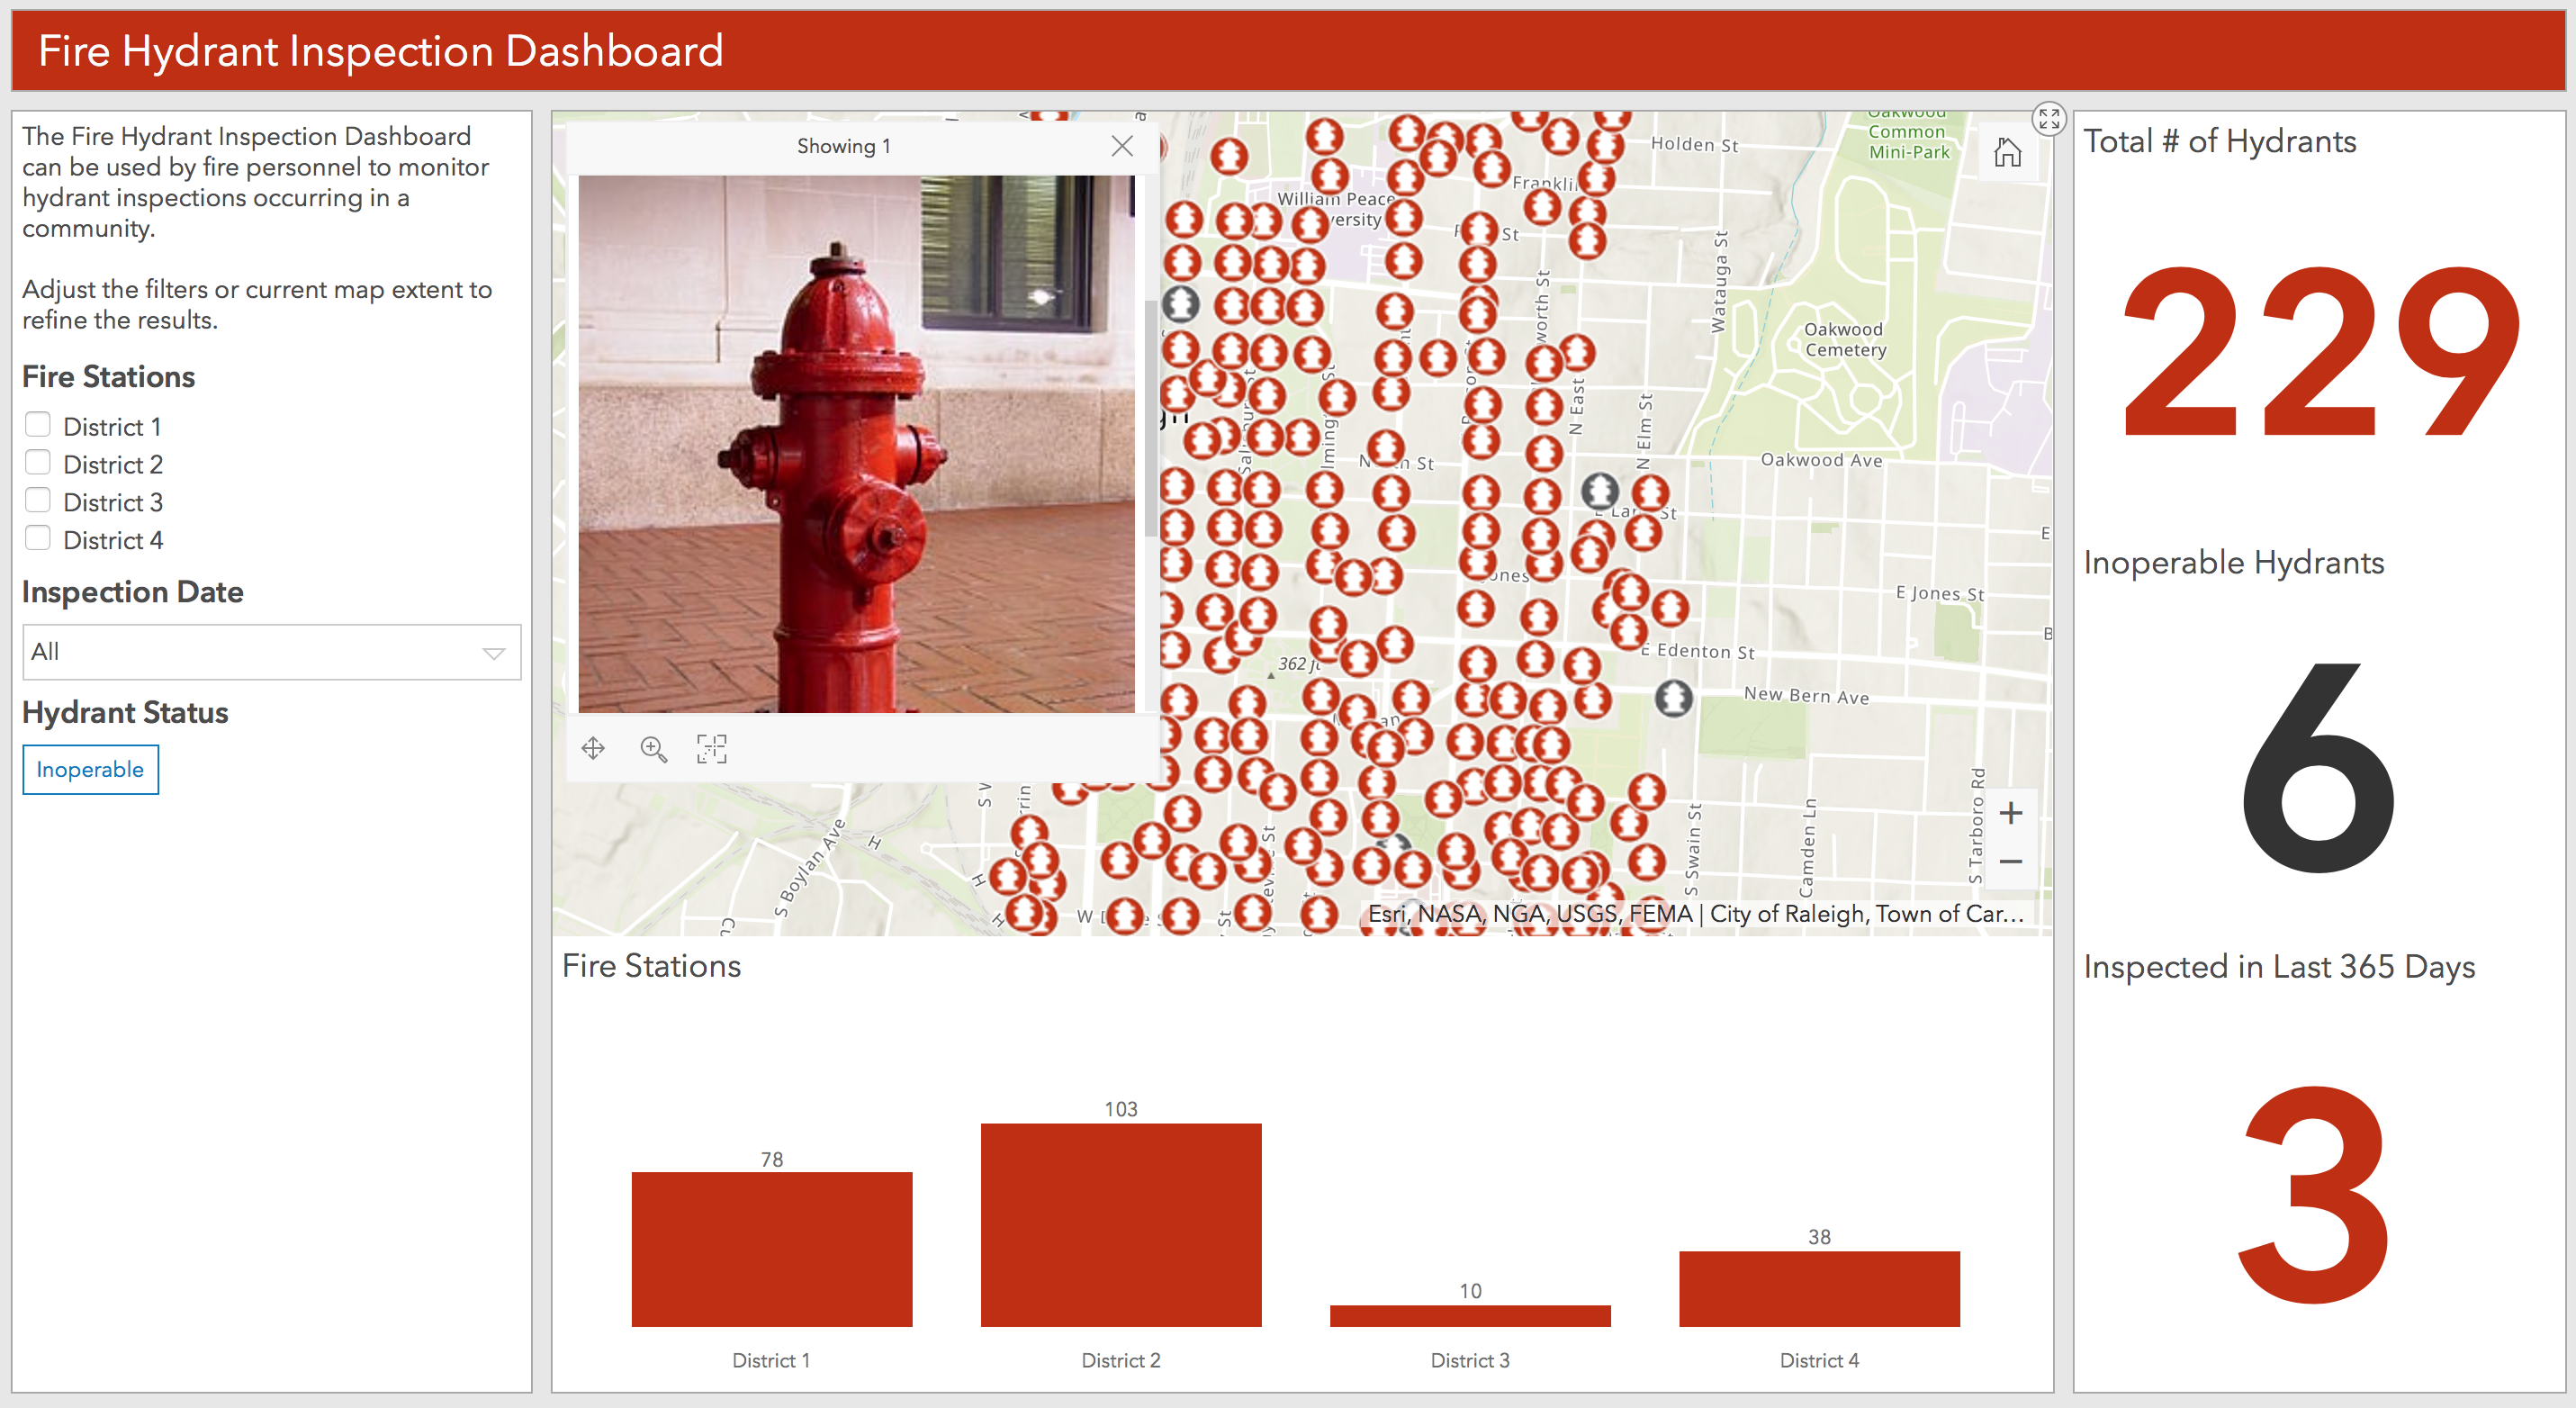 Fire Hydrant Inspection Dashboard
The Fire Hydrant Inspection Dashboard
can be used by fire personnel to monitor
hydrant inspections occurring in a
community.
Adjust the filters or current map extent to
refine the results.
Fire Stations
District 1
District 2
District 3
District 4
Inspection Date
All
Hydrant Status
Inoperable
Showing 1
Holden St
Oakwood
Common
Mini-Park
William Peace
St
Watauga St
Oakwood
Cemetery
N East
N Elm St
St
Oakwood Ave
St
E Jones St
E Edenton St
362
New Bern Ave
S Boylan Ave
H
H
H
S Swain St
Camden Ln
S Tarboro Rd
St
St
+
−
Esri, NASA, NGA, USGS, FEMA | City of Raleigh, Town of Car...
Fire Stations
78
103
10
38
District 1
District 2
District 3
District 4
Total # of Hydrants
229
Inoperable Hydrants
6
Inspected in Last 365 Days
3